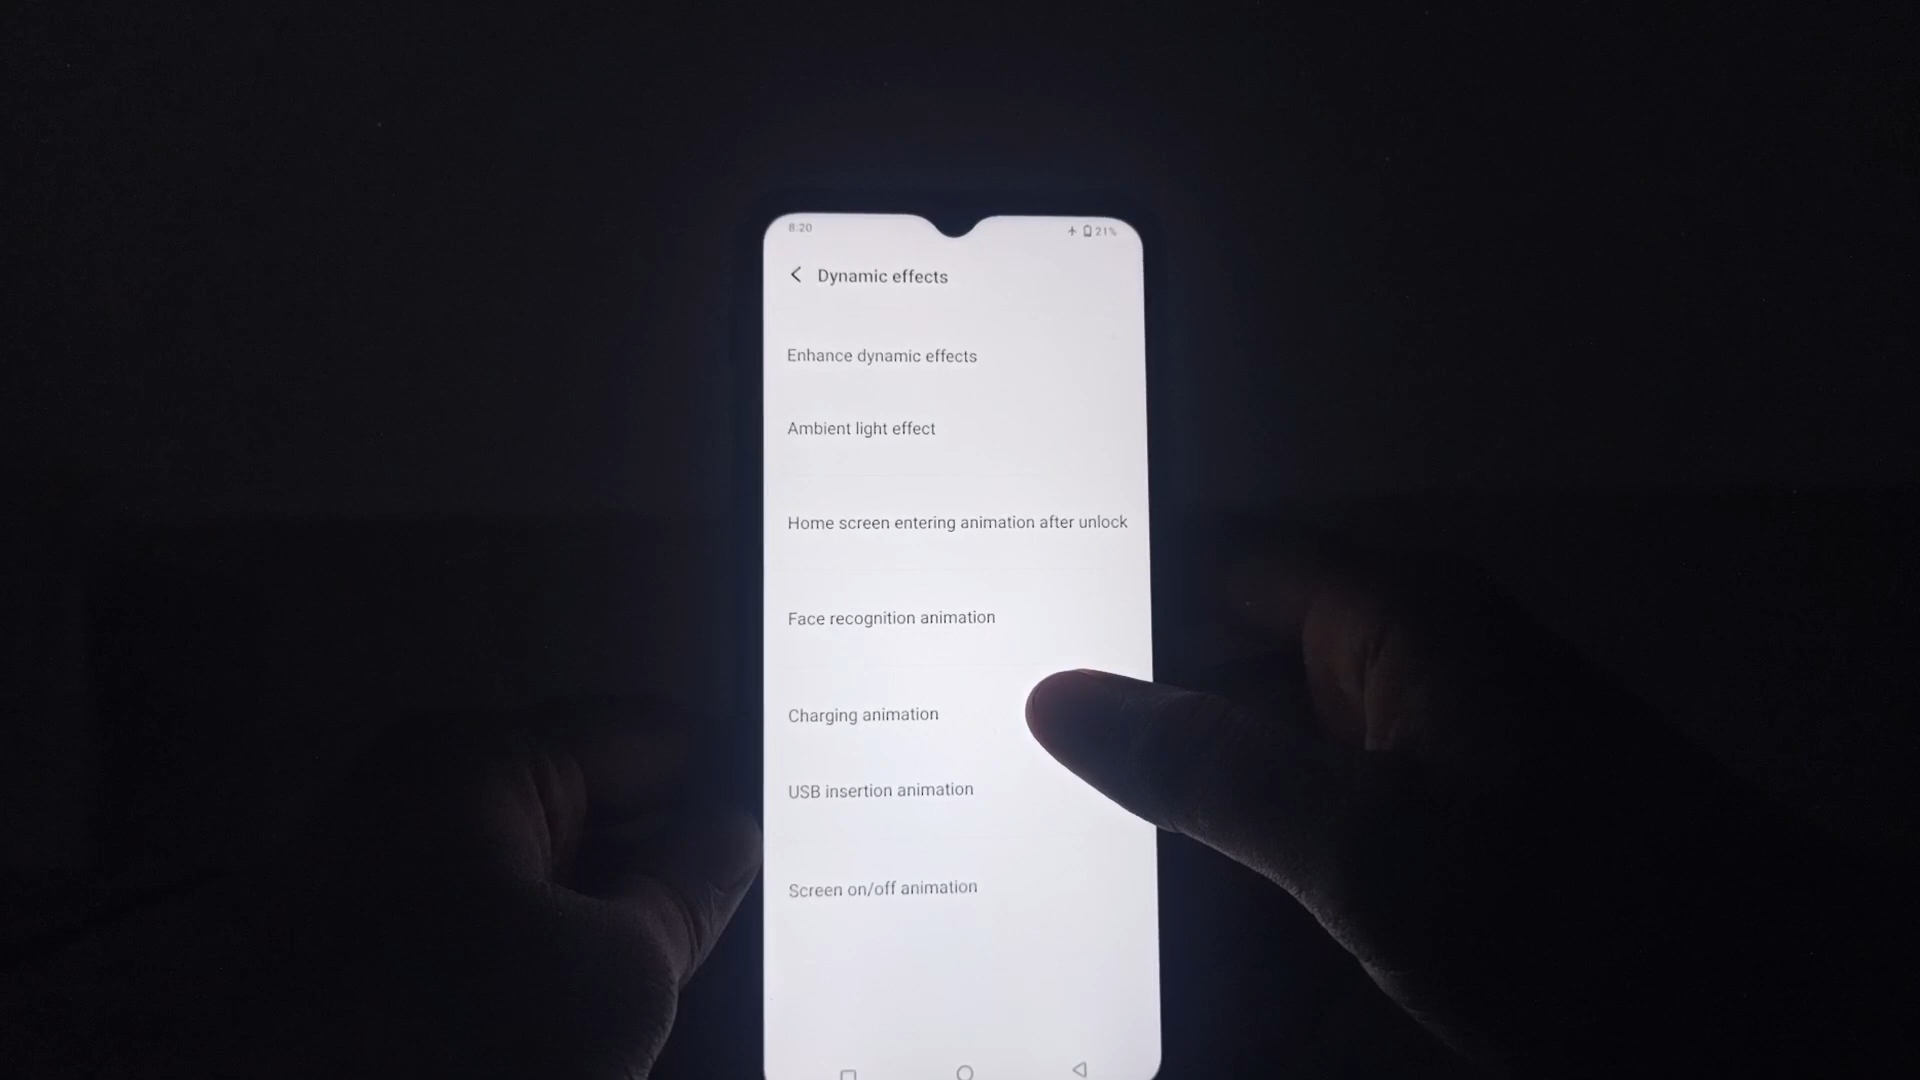 8:20
21%
Dynamic effects
Enhance dynamic effects
Ambient light effect
Home screen entering animation after unlock
Face recognition animation
Charging animation
USB insertion animation
Screen on/off animation